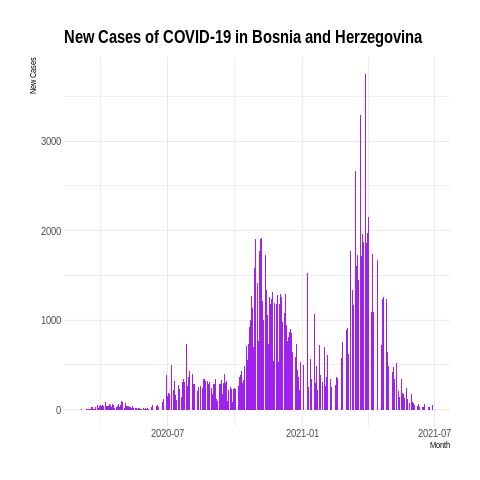 New Cases of COVID-19 in Bosnia and Herzegovina
New Cases
3000
2000
1000
0
2020-07
2021-01
2021-07
Month